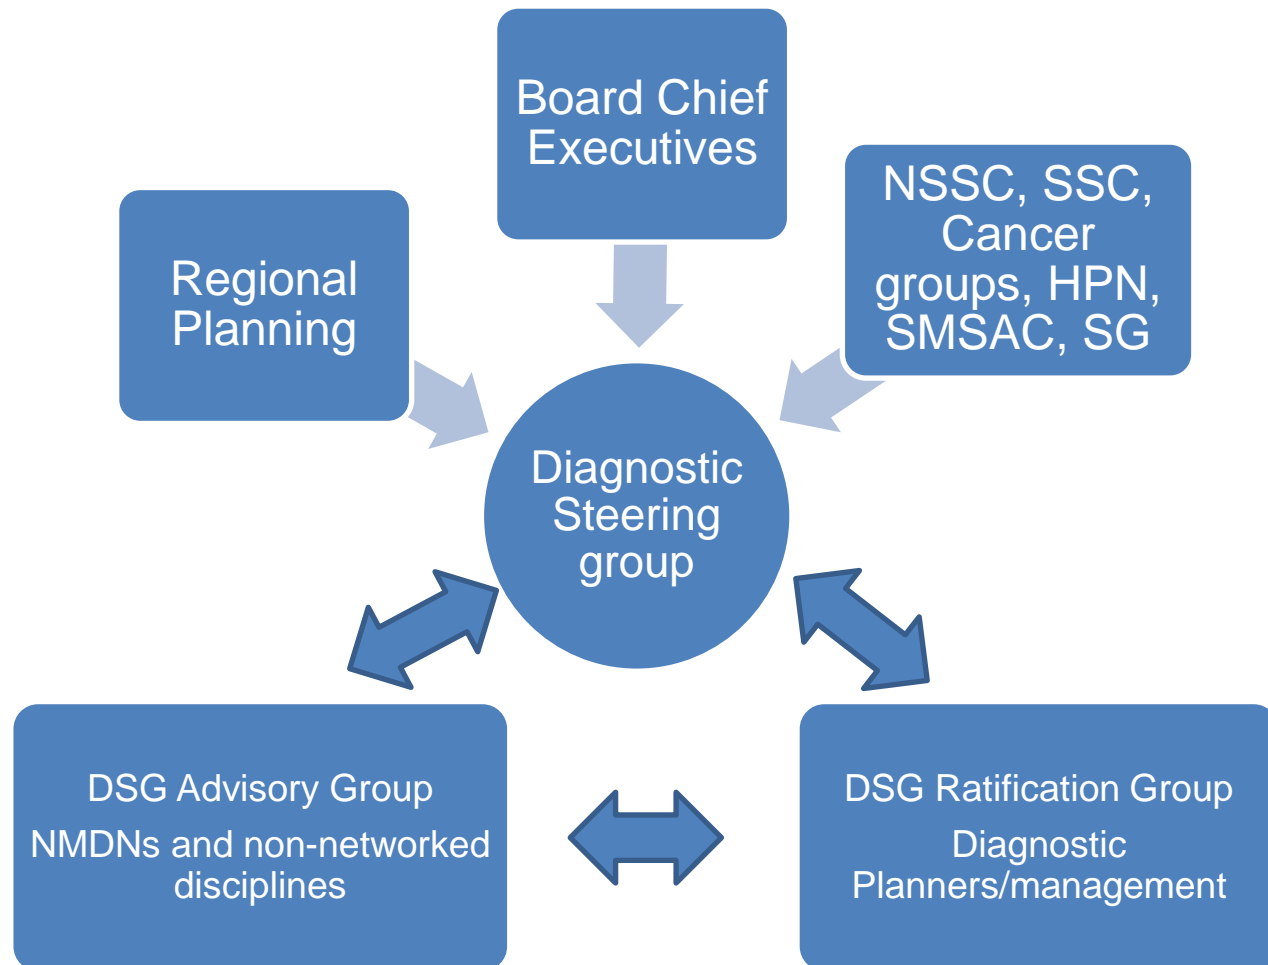 Board Chief
Executives
NSSC, SSC,
Cancer
groups, HPN,
SMSAC, SG
Regional
Planning
Diagnostic
Steering
group
DSG Advisory Group
NMDNs and non-networked
disciplines
DSG Ratification Group
Diagnostic
Planners/management